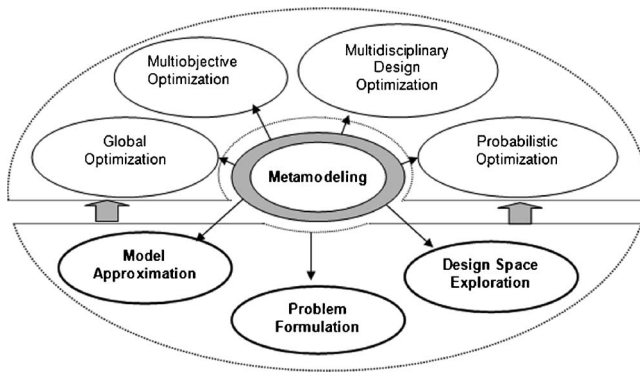 Multiobjective
Optimization
Multidisciplinary
Design
Optimization
Global
Optimization
Metamodeling
Probabilistic
Optimization
Model
Approximation
Problem
Formulation
Design Space
Exploration